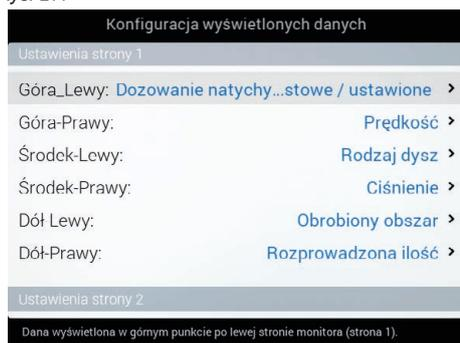 Konfiguracja wyświetlonych danych
Ustawienia strony 1
Góra_Lewy: Dozowanie natychy...stowe / ustawione >
Góra-Prawy: Prędkość >
Środek-Lewy: Rodzaj dysz >
Środek-Prawy: Ciśnienie >
Dół Lewy: Obrobiony obszar >
Dół-Prawy: Rozprowadzona ilość >
Ustawienia strony 2
Dana wyświetlona w górnym punkcie po lewej stronie monitora (strona 1).